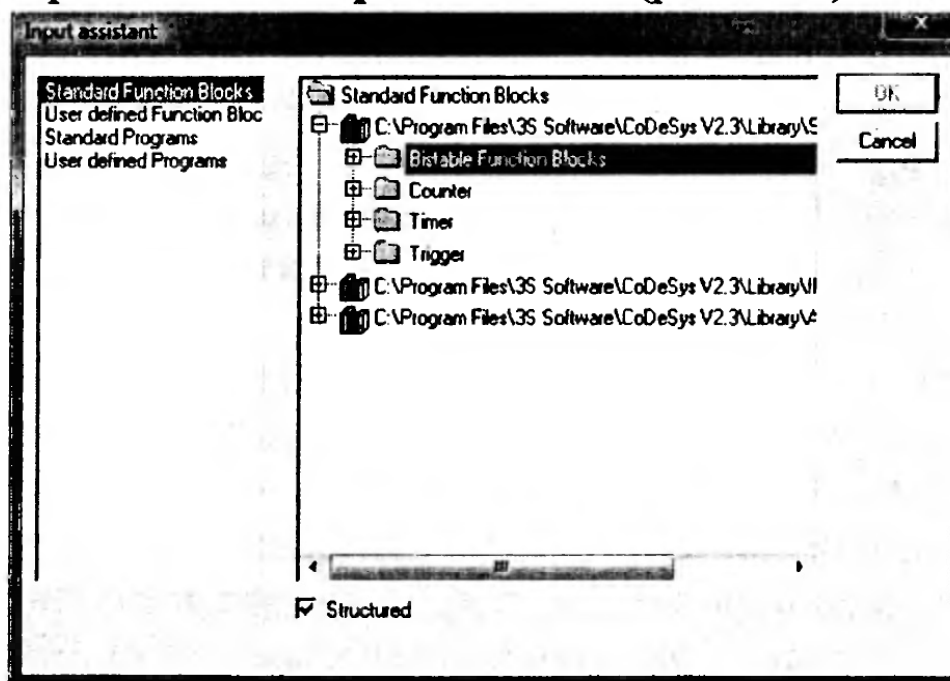 Input assistant
Standard Function Blocks
User defined Function Bloc
Standard Programs
User defined Programs
Standard Function Blocks
C:\Program Files\3S Software\CoDeSys V2.3\Library\S
Bistable Function Blocks
Counter
Timer
Trigger
C:\Program Files\3S Software\CoDeSys V2.3\Library\II
C:\Program Files\3S Software\CoDeSys V2.3\Library\A
OK
Cancel
Structured